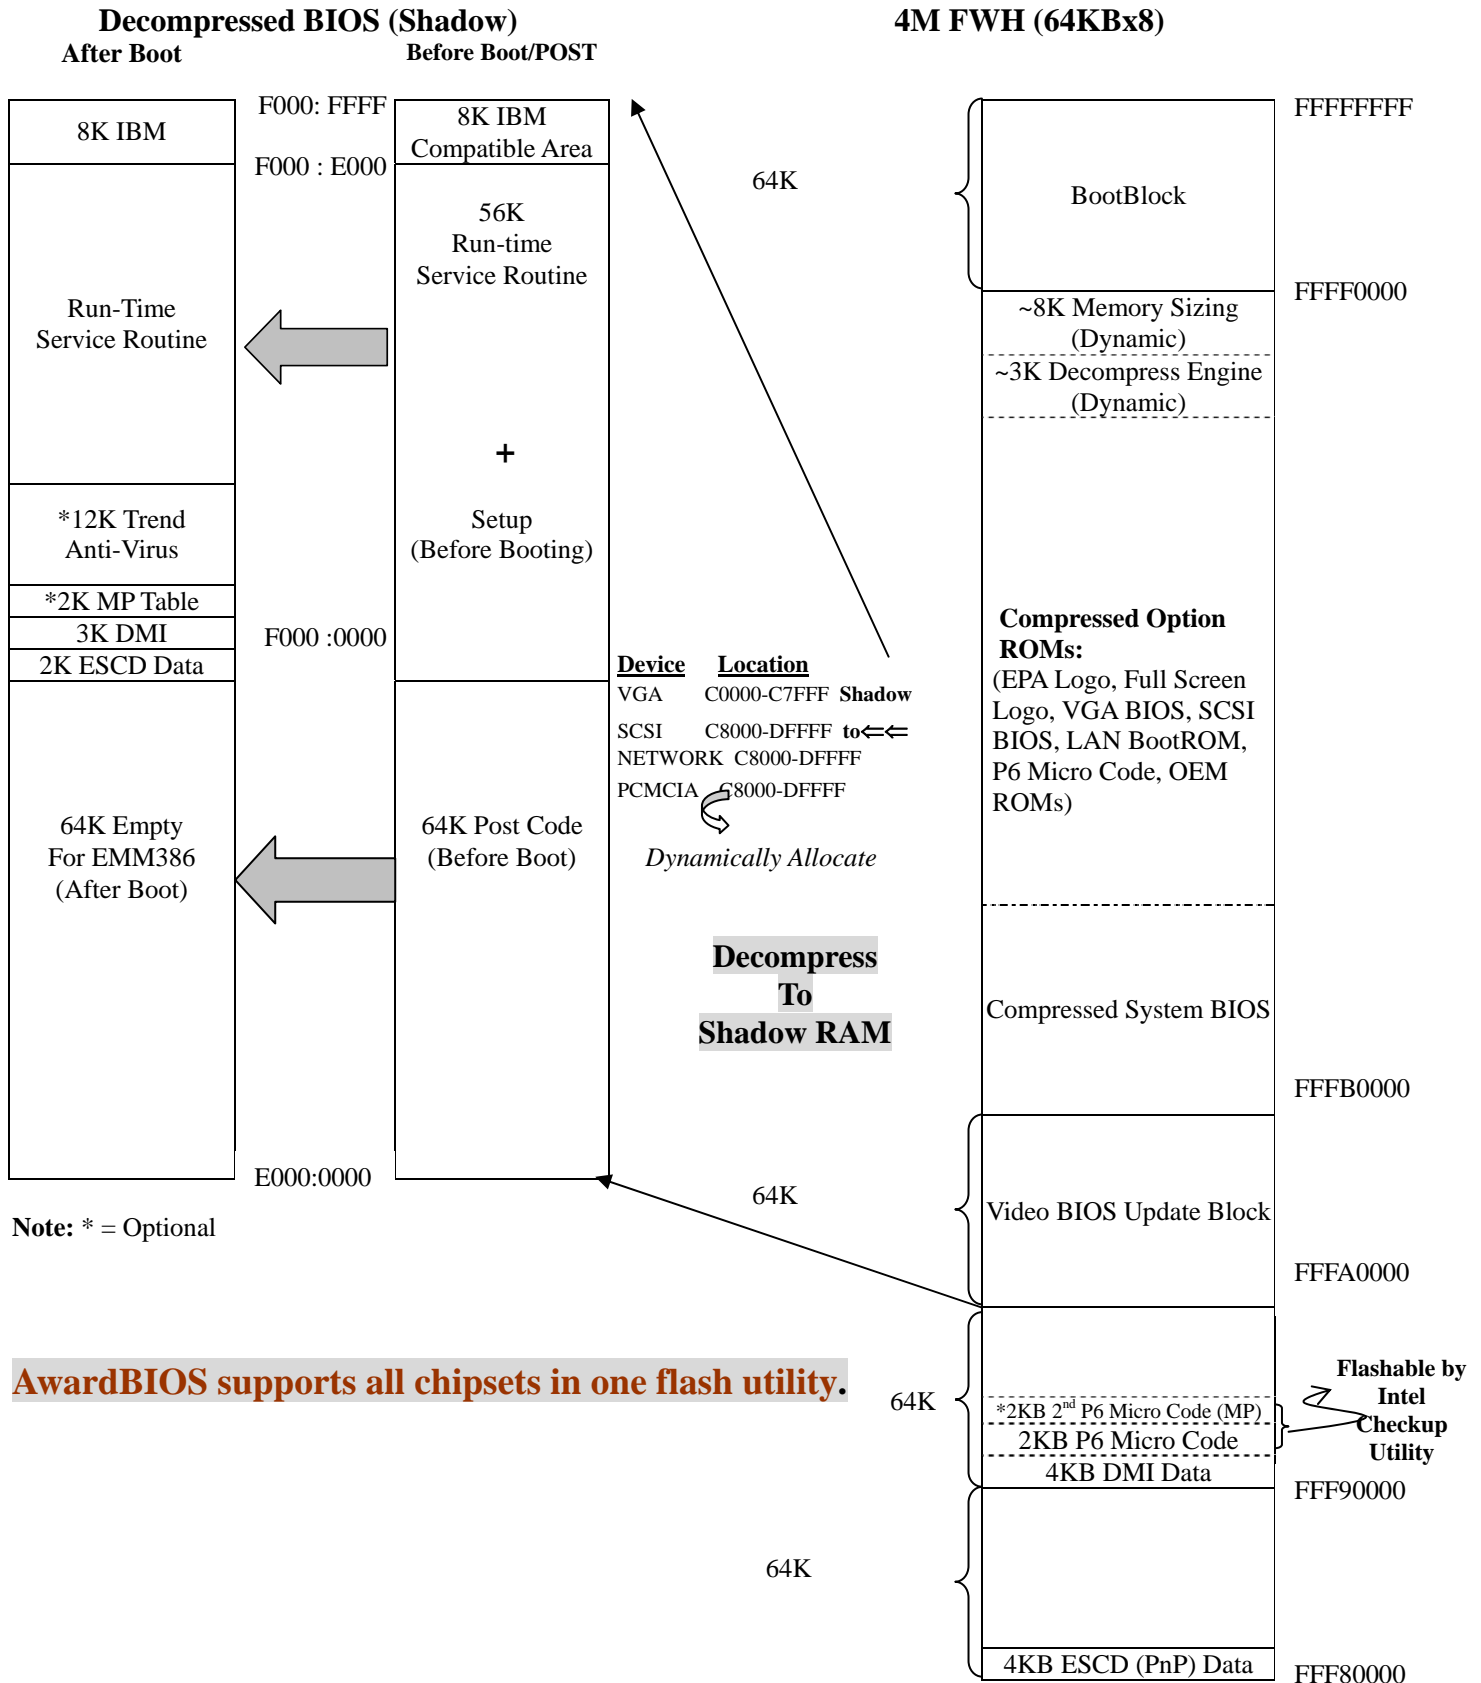 Decompressed BIOS (Shadow)
After Boot
Before Boot/POST
8K IBM
Run-Time
Service Routine
*12K Trend
Anti-Virus
*2K MP Table
3K DMI
2K ESCD Data
64K Empty
For EMM386
(After Boot)
F000: FFFF
F000 : E000
F000 :0000
E000:0000
8K IBM
Compatible Area
56K
Run-time
Service Routine
+
Setup
(Before Booting)
64K Post Code
(Before Boot)
Note: * = Optional
Device Location
VGA C0000-C7FFF Shadow
SCSI C8000-DFFFF to⇐⇐
NETWORK C8000-DFFFF
PCMCIA C8000-DFFFF
Dynamically Allocate
Decompress
To
Shadow RAM
AwardBIOS supports all chipsets in one flash utility.
4M FWH (64KBx8)
64K
BootBlock
FFFFFFFF
FFFF0000
~8K Memory Sizing
(Dynamic)
~3K Decompress Engine
(Dynamic)
Compressed Option
ROMs:
(EPA Logo, Full Screen
Logo, VGA BIOS, SCSI
BIOS, LAN BootROM,
P6 Micro Code, OEM
ROMs)
Compressed System BIOS
FFFB0000
64K
Video BIOS Update Block
FFFA0000
64K
*2KB 2nd P6 Micro Code (MP)
2KB P6 Micro Code
4KB DMI Data
Flashable by
Intel
Checkup
Utility
FFF90000
64K
4KB ESCD (PnP) Data
FFF80000